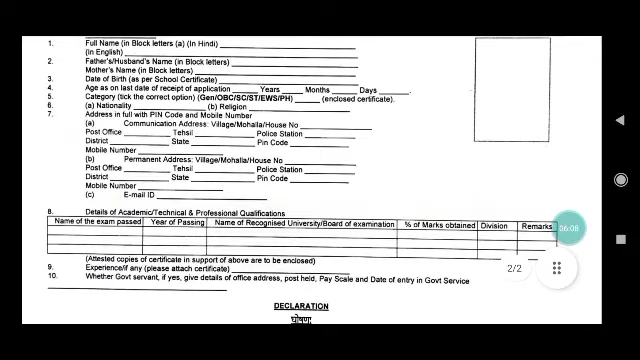 1. Full Name (in Block letters (a) (In Hindi)
(in English)
2. Father's/Husband's Name (in Block letters)
Mother's Name (in Block letters)
3. Date of Birth (as per School Certificate)
4. Age as on last date of receipt of application Years Months Days .
5. Category (tick the correct option) (Gen/OBC/SC/ST/EWS/PH) (enclosed certificate).
6. (a) Nationality (b) Religion
7. Address in full with PIN Code and Mobile Number
(a) Communication Address: Village/Mohalla/House No
Post Office Tehsil Police Station
District State Pin Code
Mobile Number
(b) Permanent Address: Village/Mohalla/House No
Post Office Tehsil Police Station
District State Pin Code
Mobile Number
(c) E-mail ID
8. Details of Academic/Technical & Professional Qualifications
Name of the exam passed Year of Passing Name of Recognised University/Board of examination % of Marks obtained Division Remarks
06:08
(Attested copies of certificate in support of above are to be enclosed)
2/2
9. Experience/if any (please attach certificate)
10. Whether Govt servant, if yes, give details of office address, post held, Pay Scale and Date of entry in Govt Service
DECLARATION